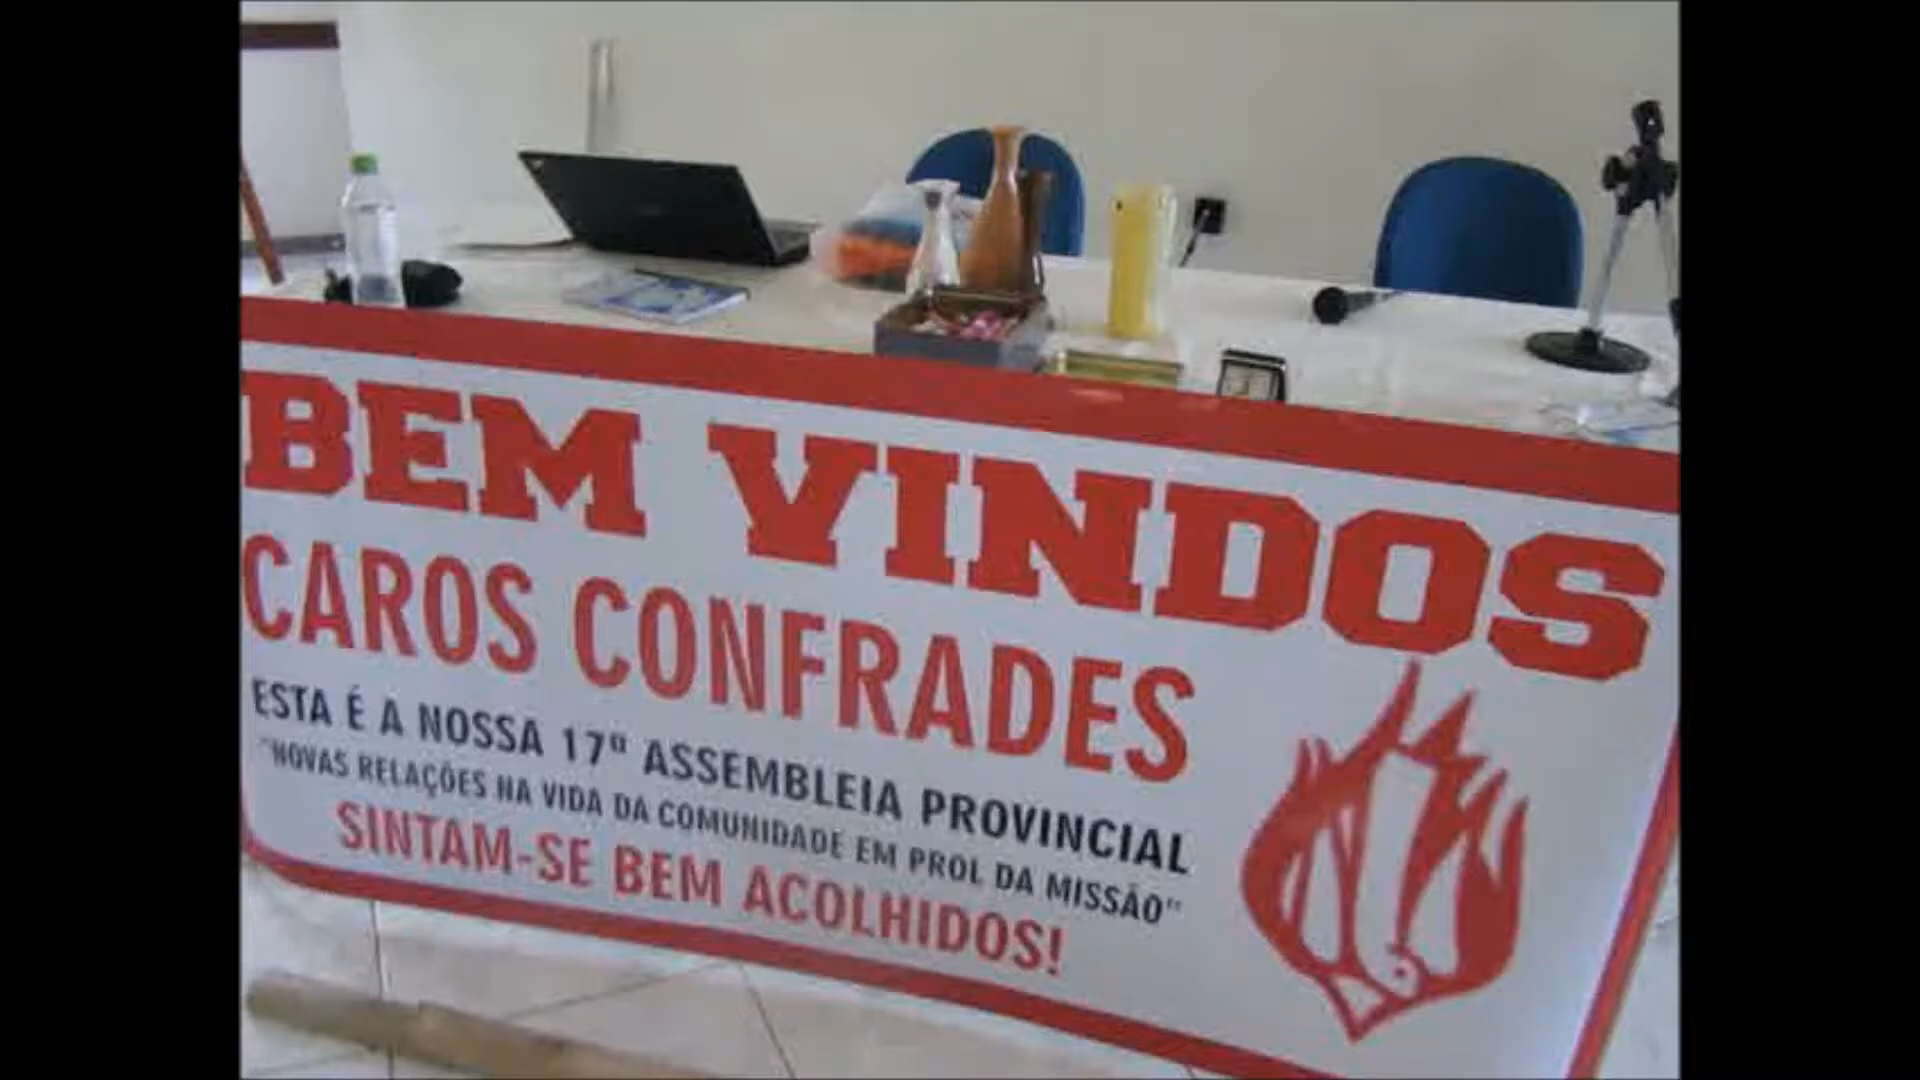 BEM VINDOS
CAROS CONFRADES
ESTA É A NOSSA 17ª ASSEMBLEIA PROVINCIAL
"NOVAS RELAÇÕES NA VIDA DA COMUNIDADE EM PROL DA MISSÃO"
SINTAM-SE BEM ACOLHIDOS!